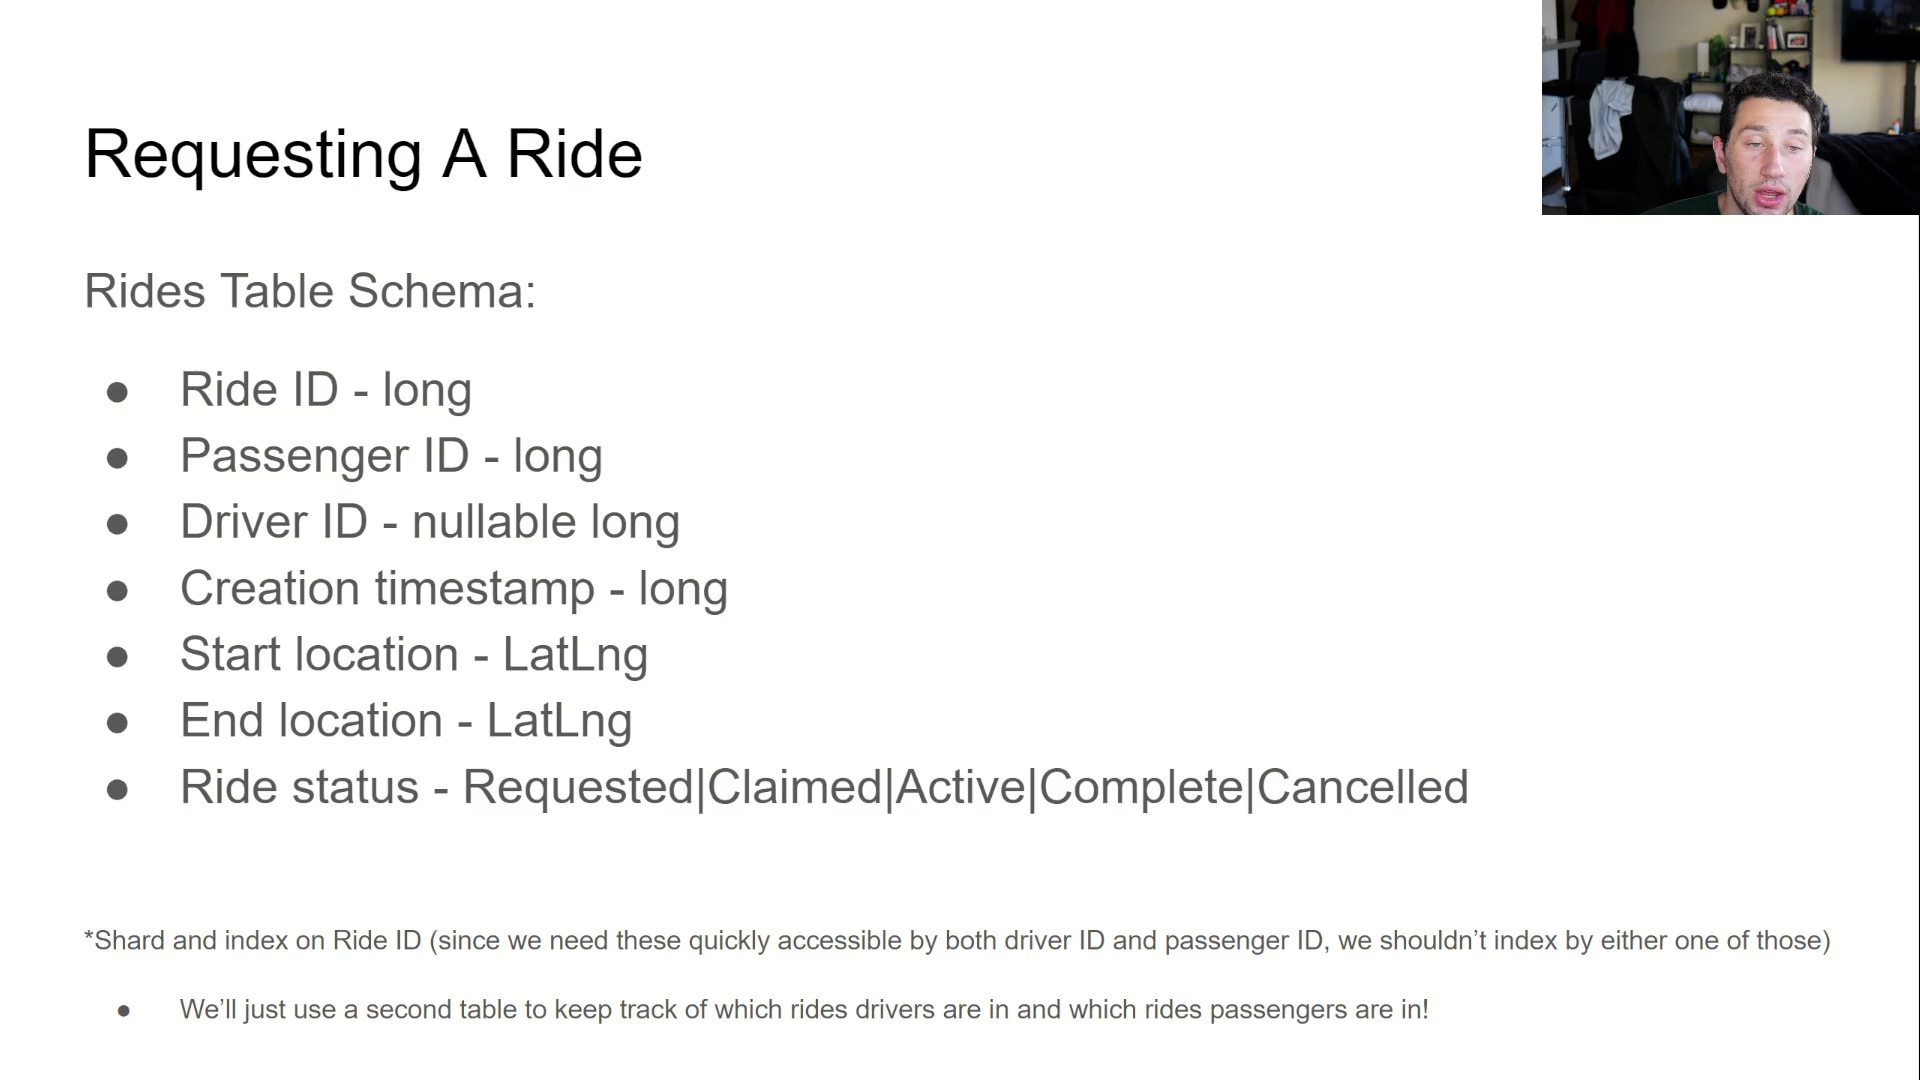 Requesting A Ride
Rides Table Schema:
● Ride ID - long
● Passenger ID - long
● Driver ID - nullable long
● Creation timestamp - long
● Start location - LatLng
● End location - LatLng
● Ride status - Requested|Claimed|Active|Complete|Cancelled
*Shard and index on Ride ID (since we need these quickly accessible by both driver ID and passenger ID, we shouldn’t index by either one of those)
● We’ll just use a second table to keep track of which rides drivers are in and which rides passengers are in!